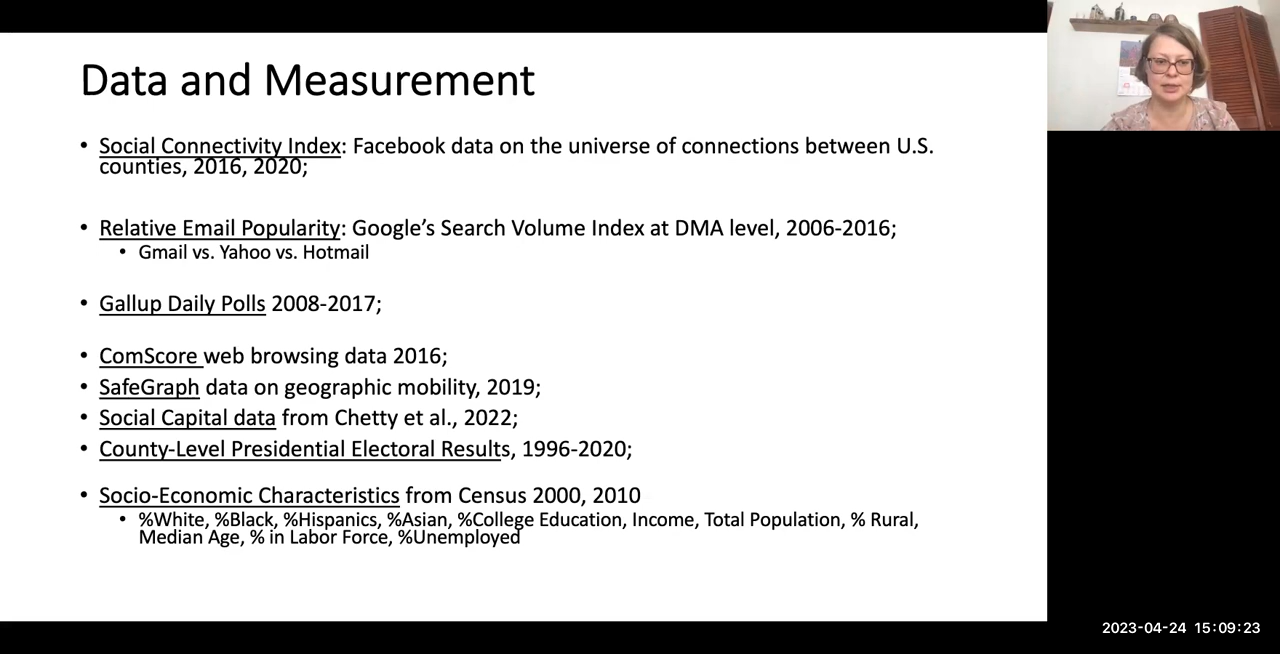 Data and Measurement
• Social Connectivity Index: Facebook data on the universe of connections between U.S.
counties, 2016, 2020;
• Relative Email Popularity: Google’s Search Volume Index at DMA level, 2006-2016;
• Gmail vs. Yahoo vs. Hotmail
• Gallup Daily Polls 2008-2017;
• ComScore web browsing data 2016;
• SafeGraph data on geographic mobility, 2019;
• Social Capital data from Chetty et al., 2022;
• County-Level Presidential Electoral Results, 1996-2020;
• Socio-Economic Characteristics from Census 2000, 2010
• %White, %Black, %Hispanics, %Asian, %College Education, Income, Total Population, % Rural,
Median Age, % in Labor Force, %Unemployed
2023-04-24 15:09:23